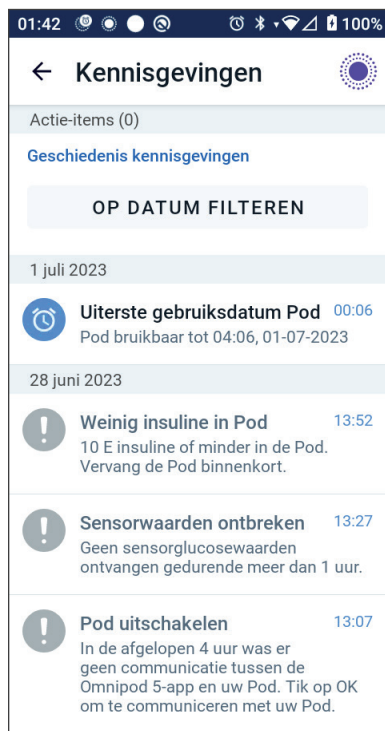 01:42 100%
Kennisgevingen
Actie-items (0)
Geschiedenis kennisgevingen
OP DATUM FILTEREN
1 juli 2023
Uiterste gebruiksdatum Pod 00:06
Pod bruikbaar tot 04:06, 01-07-2023
28 juni 2023
Weinig insuline in Pod 13:52
10 E insuline of minder in de Pod.
Vervang de Pod binnenkort.
Sensorwaarden ontbreken 13:27
Geen sensorglucosewaarden
ontvangen gedurende meer dan 1 uur.
Pod uitschakelen 13:07
In de afgelopen 4 uur was er
geen communicatie tussen de
Omnipod 5-app en uw Pod. Tik op OK
om te communiceren met uw Pod.